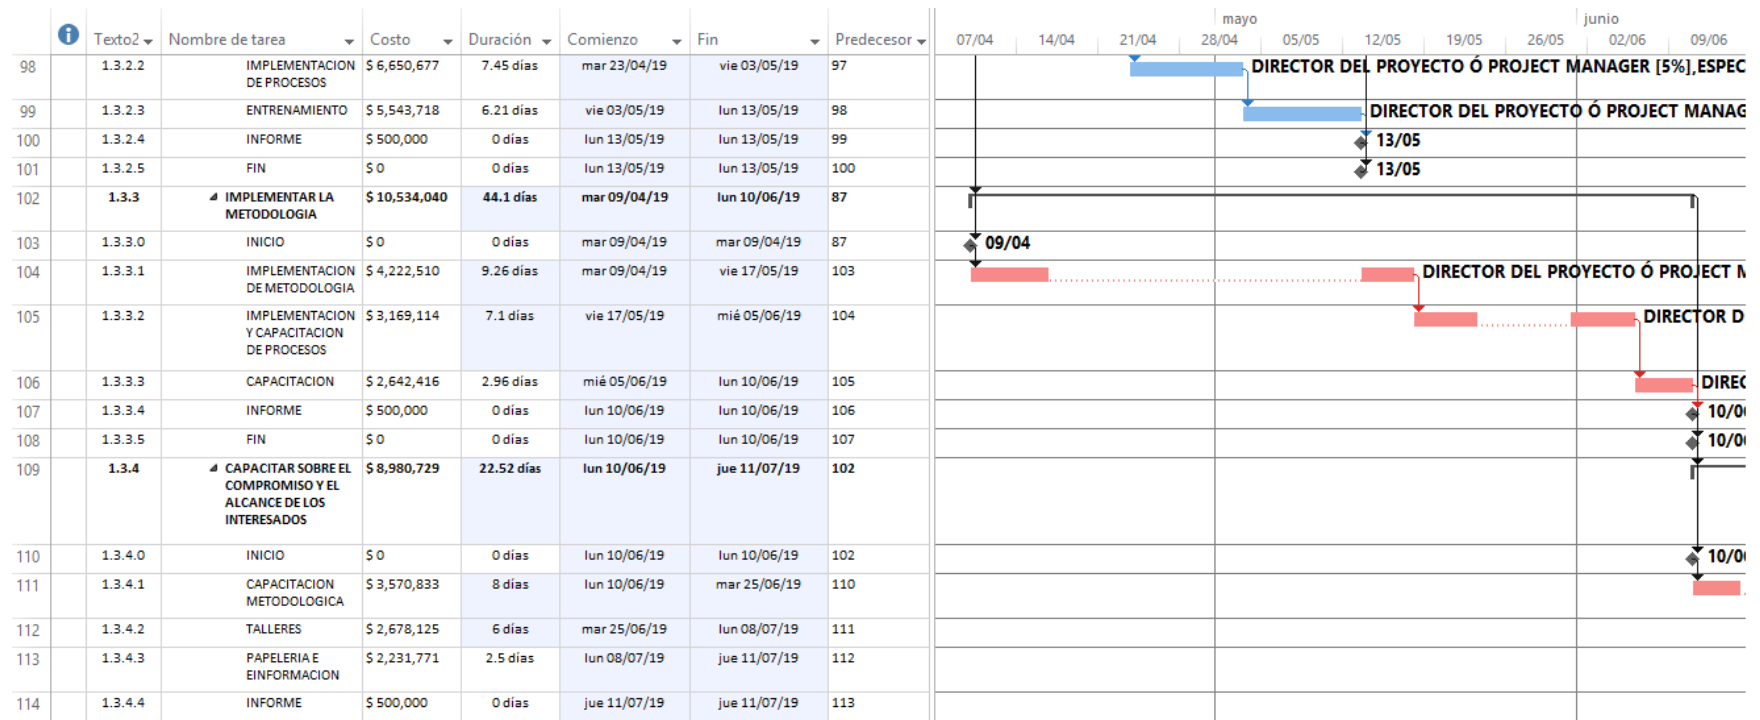 mayo junio
Texto2 Nombre de tarea Costo Duración Comienzo Fin Predecesor 07/04 14/04 21/04 28/04 05/05 12/05 19/05 26/05 02/06 09/06
98 1.3.2.2 IMPLEMENTACION $ 6,650,677 7.45 días mar 23/04/19 vie 03/05/19 97 DIRECTOR DEL PROYECTO Ó PROJECT MANAGER [5%],ESPEC
DE PROCESOS
99 1.3.2.3 ENTRENAMIENTO $ 5,543,718 6.21 días vie 03/05/19 lun 13/05/19 98 DIRECTOR DEL PROYECTO Ó PROJECT MANAG
100 1.3.2.4 INFORME $ 500,000 0 días lun 13/05/19 lun 13/05/19 99 13/05
101 1.3.2.5 FIN $ 0 0 días lun 13/05/19 lun 13/05/19 100 13/05
102 1.3.3 IMPLEMENTAR LA $ 10,534,040 44.1 días mar 09/04/19 lun 10/06/19 87
METODOLOGIA
103 1.3.3.0 INICIO $ 0 0 días mar 09/04/19 mar 09/04/19 87 09/04
104 1.3.3.1 IMPLEMENTACION $ 4,222,510 9.26 días mar 09/04/19 vie 17/05/19 103 DIRECTOR DEL PROYECTO Ó PROJECT M
DE METODOLOGIA
105 1.3.3.2 IMPLEMENTACION $ 3,169,114 7.1 días vie 17/05/19 mié 05/06/19 104 DIRECTOR D
Y CAPACITACION
DE PROCESOS
106 1.3.3.3 CAPACITACION $ 2,642,416 2.96 días mié 05/06/19 lun 10/06/19 105 DIREC
107 1.3.3.4 INFORME $ 500,000 0 días lun 10/06/19 lun 10/06/19 106 10/0
108 1.3.3.5 FIN $ 0 0 días lun 10/06/19 lun 10/06/19 107 10/0
109 1.3.4 CAPACITAR SOBRE EL $ 8,980,729 22.52 días lun 10/06/19 jue 11/07/19 102
COMPROMISO Y EL
ALCANCE DE LOS
INTERESADOS
110 1.3.4.0 INICIO $ 0 0 días lun 10/06/19 lun 10/06/19 102 10/0
111 1.3.4.1 CAPACITACION $ 3,570,833 8 días lun 10/06/19 mar 25/06/19 110
METODOLOGICA
112 1.3.4.2 TALLERES $ 2,678,125 6 días mar 25/06/19 lun 08/07/19 111
113 1.3.4.3 PAPELERIA E $ 2,231,771 2.5 días lun 08/07/19 jue 11/07/19 112
EINFORMACION
114 1.3.4.4 INFORME $ 500,000 0 días jue 11/07/19 jue 11/07/19 113